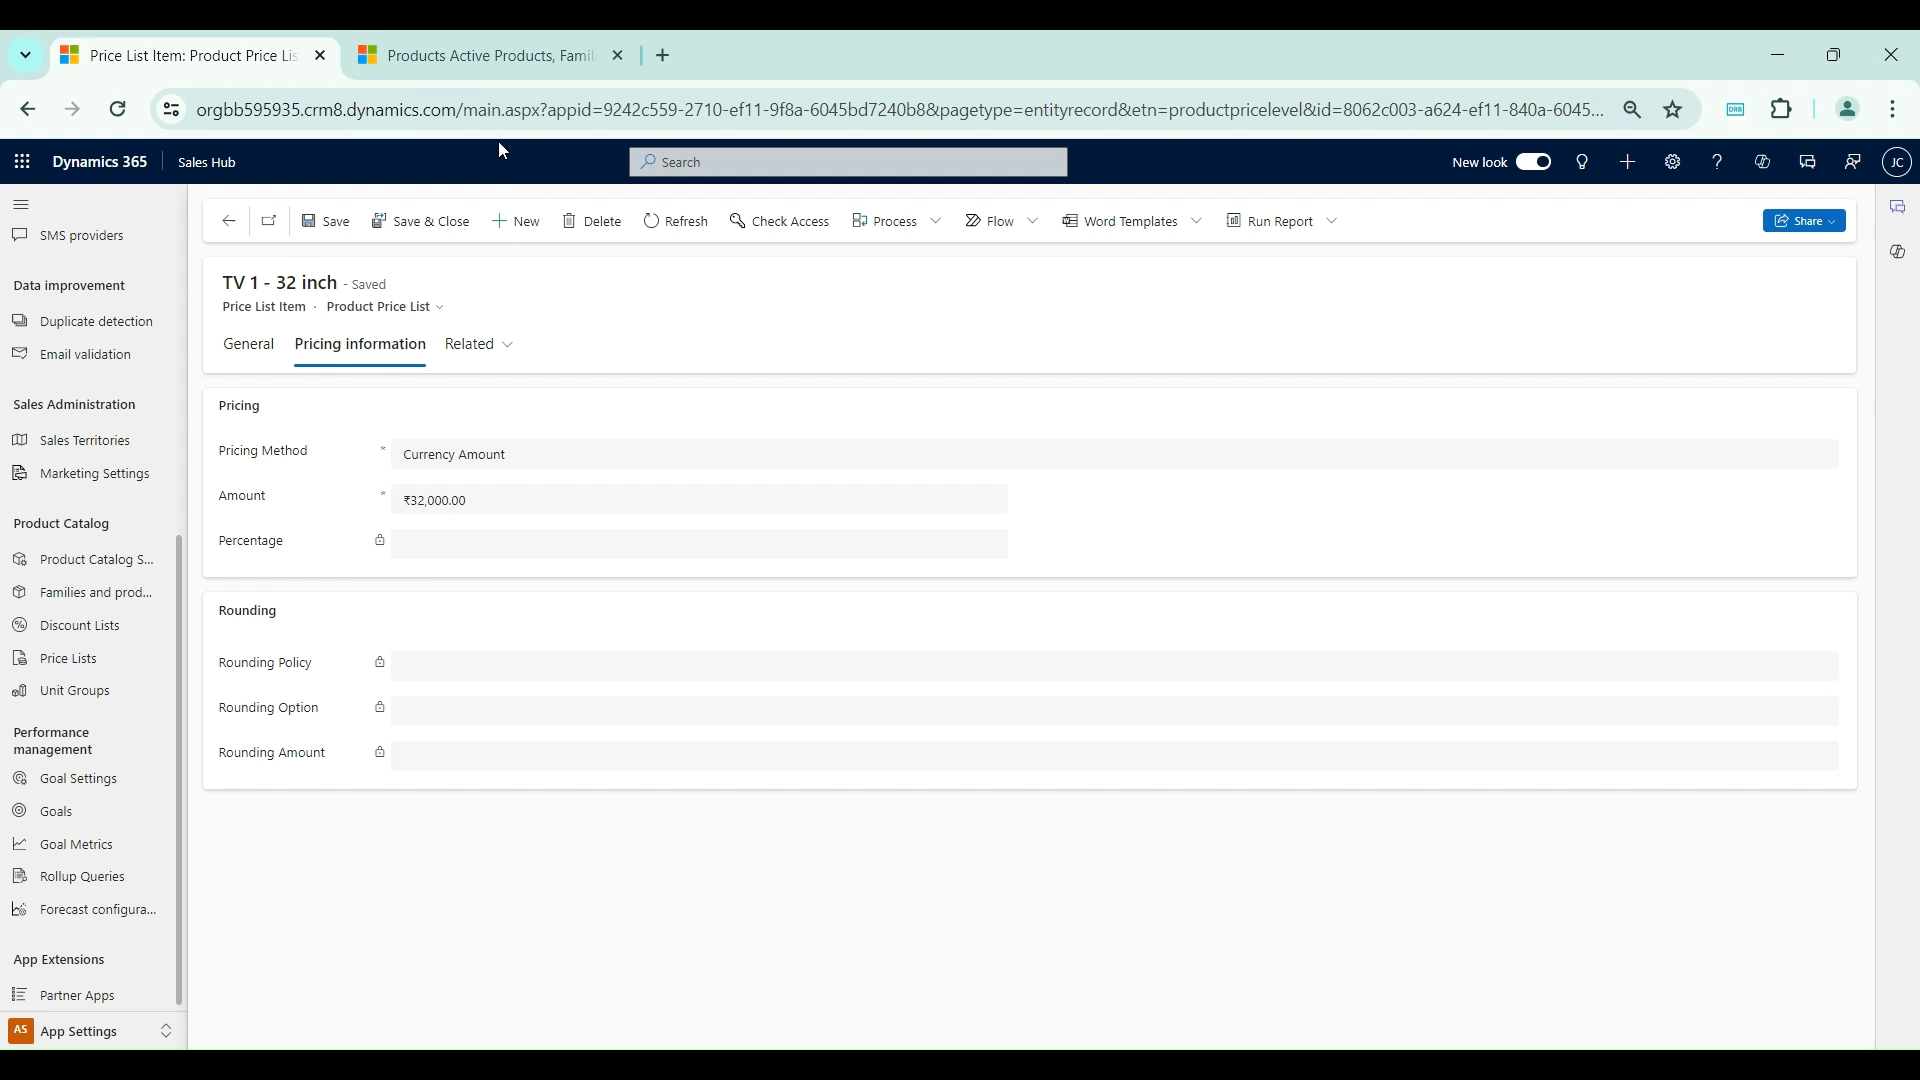 Price List Item: Product Price Lis
Products Active Products, Famil
orgbb595935.crm8.dynamics.com/main.aspx?appid=9242c559-2710-ef11-9f8a-6045bd7240b8&pagetype=entityrecord&etn=productpricelevel&id=8062c003-a624-ef11-840a-6045...
DRB
Dynamics 365
Sales Hub
Search
New look
JC
SMS providers
Data improvement
Duplicate detection
Email validation
Sales Administration
Sales Territories
Marketing Settings
Product Catalog
Product Catalog S...
Families and prod...
Discount Lists
Price Lists
Unit Groups
Performance
management
Goal Settings
Goals
Goal Metrics
Rollup Queries
Forecast configura...
App Extensions
Partner Apps
AS App Settings
Save
Save & Close
New
Delete
Refresh
Check Access
Process
Flow
Word Templates
Run Report
Share
TV 1 - 32 inch - Saved
Price List Item · Product Price List
General
Pricing information
Related
Pricing
Pricing Method * Currency Amount
Amount * ₹32,000.00
Percentage
Rounding
Rounding Policy
Rounding Option
Rounding Amount